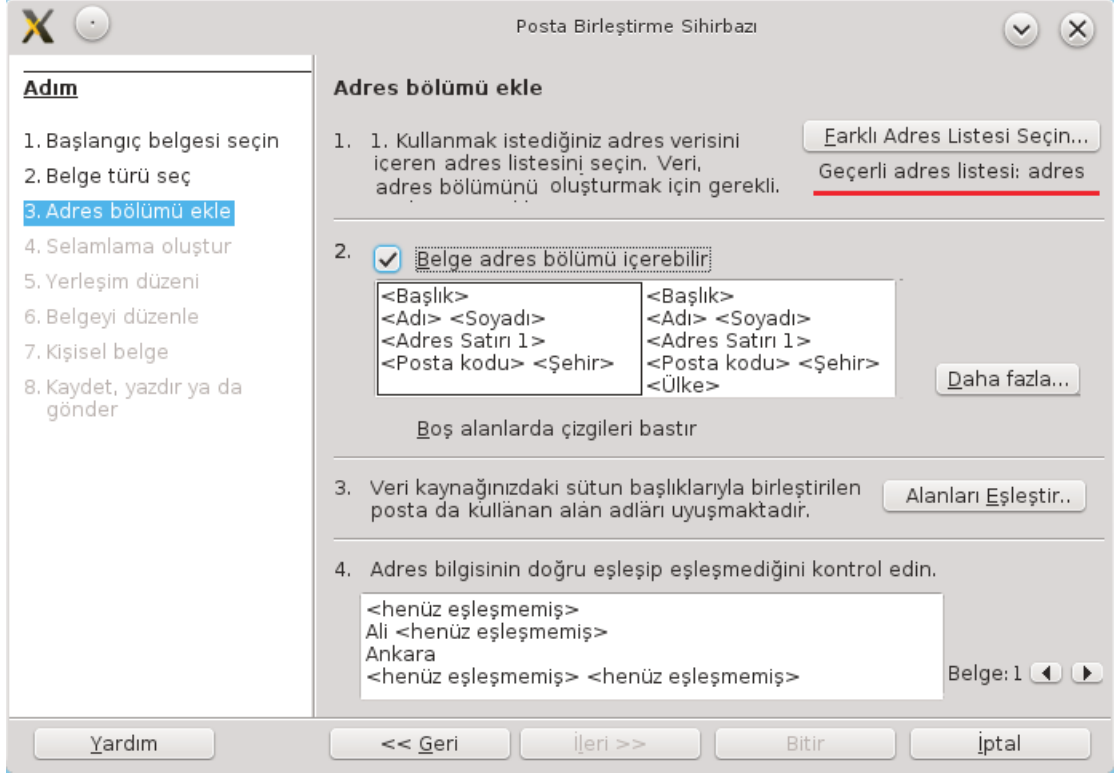 Posta Birleştirme Sihirbazı
Adım
1. Başlangıç belgesi seçin
2. Belge türü seç
3. Adres bölümü ekle
4. Selamlama oluştur
5. Yerleşim düzeni
6. Belgeyi düzenle
7. Kişisel belge
8. Kaydet, yazdır ya da
gönder
Adres bölümü ekle
1. 1. Kullanmak istediğiniz adres verisini
içeren adres listesini seçin. Veri,
adres bölümünü oluşturmak için gerekli.
Farklı Adres Listesi Seçin...
Geçerli adres listesi: adres
2. Belge adres bölümü içerebilir
<Başlık>
<Adı> <Soyadı>
<Adres Satırı 1>
<Posta kodu> <Şehir>
<Başlık>
<Adı> <Soyadı>
<Adres Satırı 1>
<Posta kodu> <Şehir>
<Ülke>
Daha fazla...
Boş alanlarda çizgileri bastır
3. Veri kaynağınızdaki sütun başlıklarıyla birleştirilen
posta da kullanan alan adları uyuşmaktadır.
Alanları Eşleştir..
4. Adres bilgisinin doğru eşleşip eşleşmediğini kontrol edin.
<henüz eşleşmemiş>
Ali <henüz eşleşmemiş>
Ankara
<henüz eşleşmemiş> <henüz eşleşmemiş>
Belge: 1
Yardım
<< Geri
İleri >>
Bitir
İptal